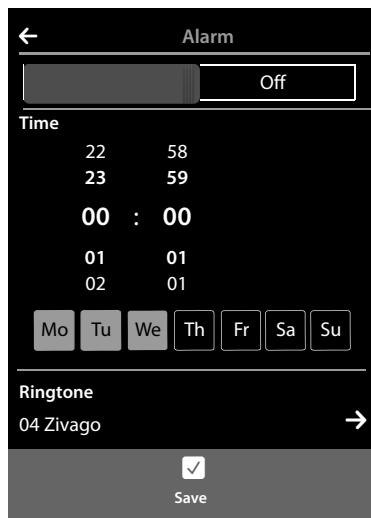 Alarm
Off
Time
22 58
23 59
00 : 00
01 01
02 01
Mo Tu We Th Fr Sa Su
Ringtone
04 Zivago
Save